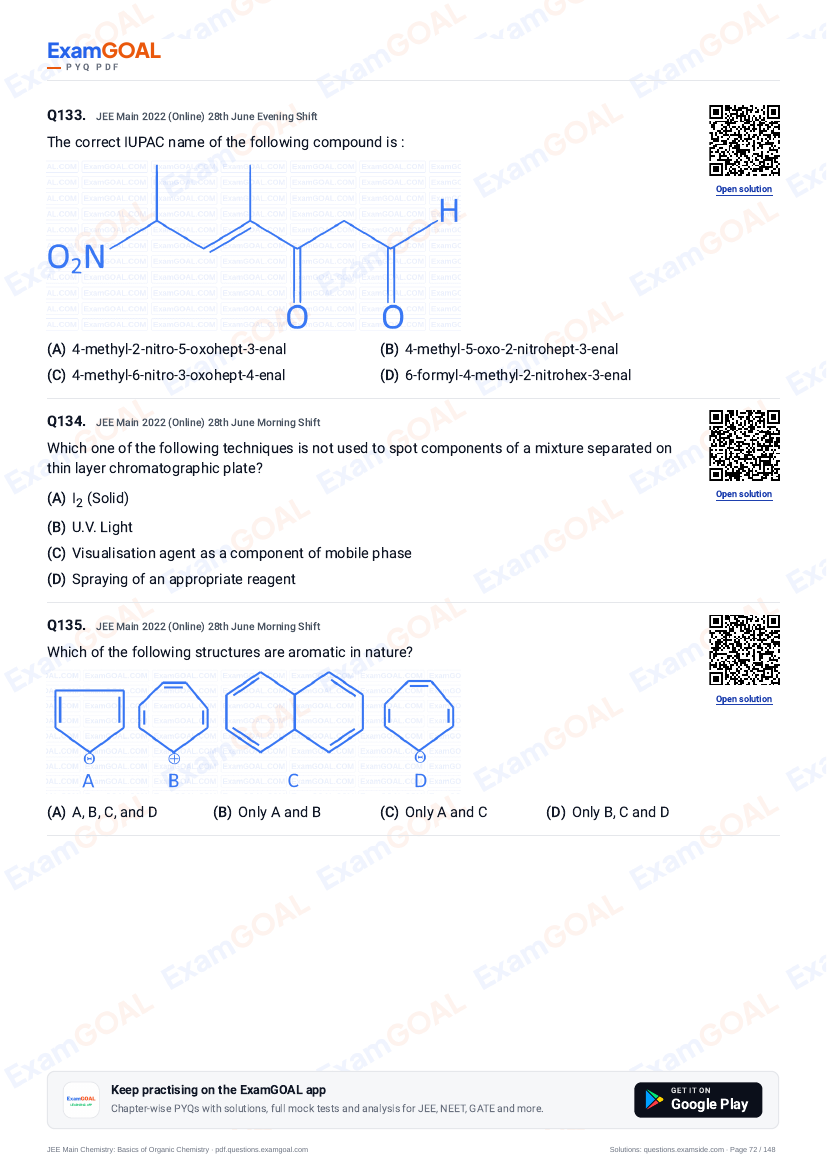 ExamGOAL
PYQ PDF
Q133. JEE Main 2022 (Online) 28th June Evening Shift
The correct IUPAC name of the following compound is :
H
O2N
O O
(A) 4-methyl-2-nitro-5-oxohept-3-enal (B) 4-methyl-5-oxo-2-nitrohept-3-enal
(C) 4-methyl-6-nitro-3-oxohept-4-enal (D) 6-formyl-4-methyl-2-nitrohex-3-enal
Open solution
Q134. JEE Main 2022 (Online) 28th June Morning Shift
Which one of the following techniques is not used to spot components of a mixture separated on
thin layer chromatographic plate?
(A) I2 (Solid)
(B) U.V. Light
(C) Visualisation agent as a component of mobile phase
(D) Spraying of an appropriate reagent
Open solution
Q135. JEE Main 2022 (Online) 28th June Morning Shift
Which of the following structures are aromatic in nature?
⊖ ⊕ ⊖
A B C D
(A) A, B, C, and D (B) Only A and B (C) Only A and C (D) Only B, C and D
Open solution
ExamGOAL
Keep practising on the ExamGOAL app
Chapter-wise PYQs with solutions, full mock tests and analysis for JEE, NEET, GATE and more.
GET IT ON
Google Play
JEE Main Chemistry: Basics of Organic Chemistry · pdf.questions.examgoal.com Solutions: questions.examside.com · Page 72 / 148